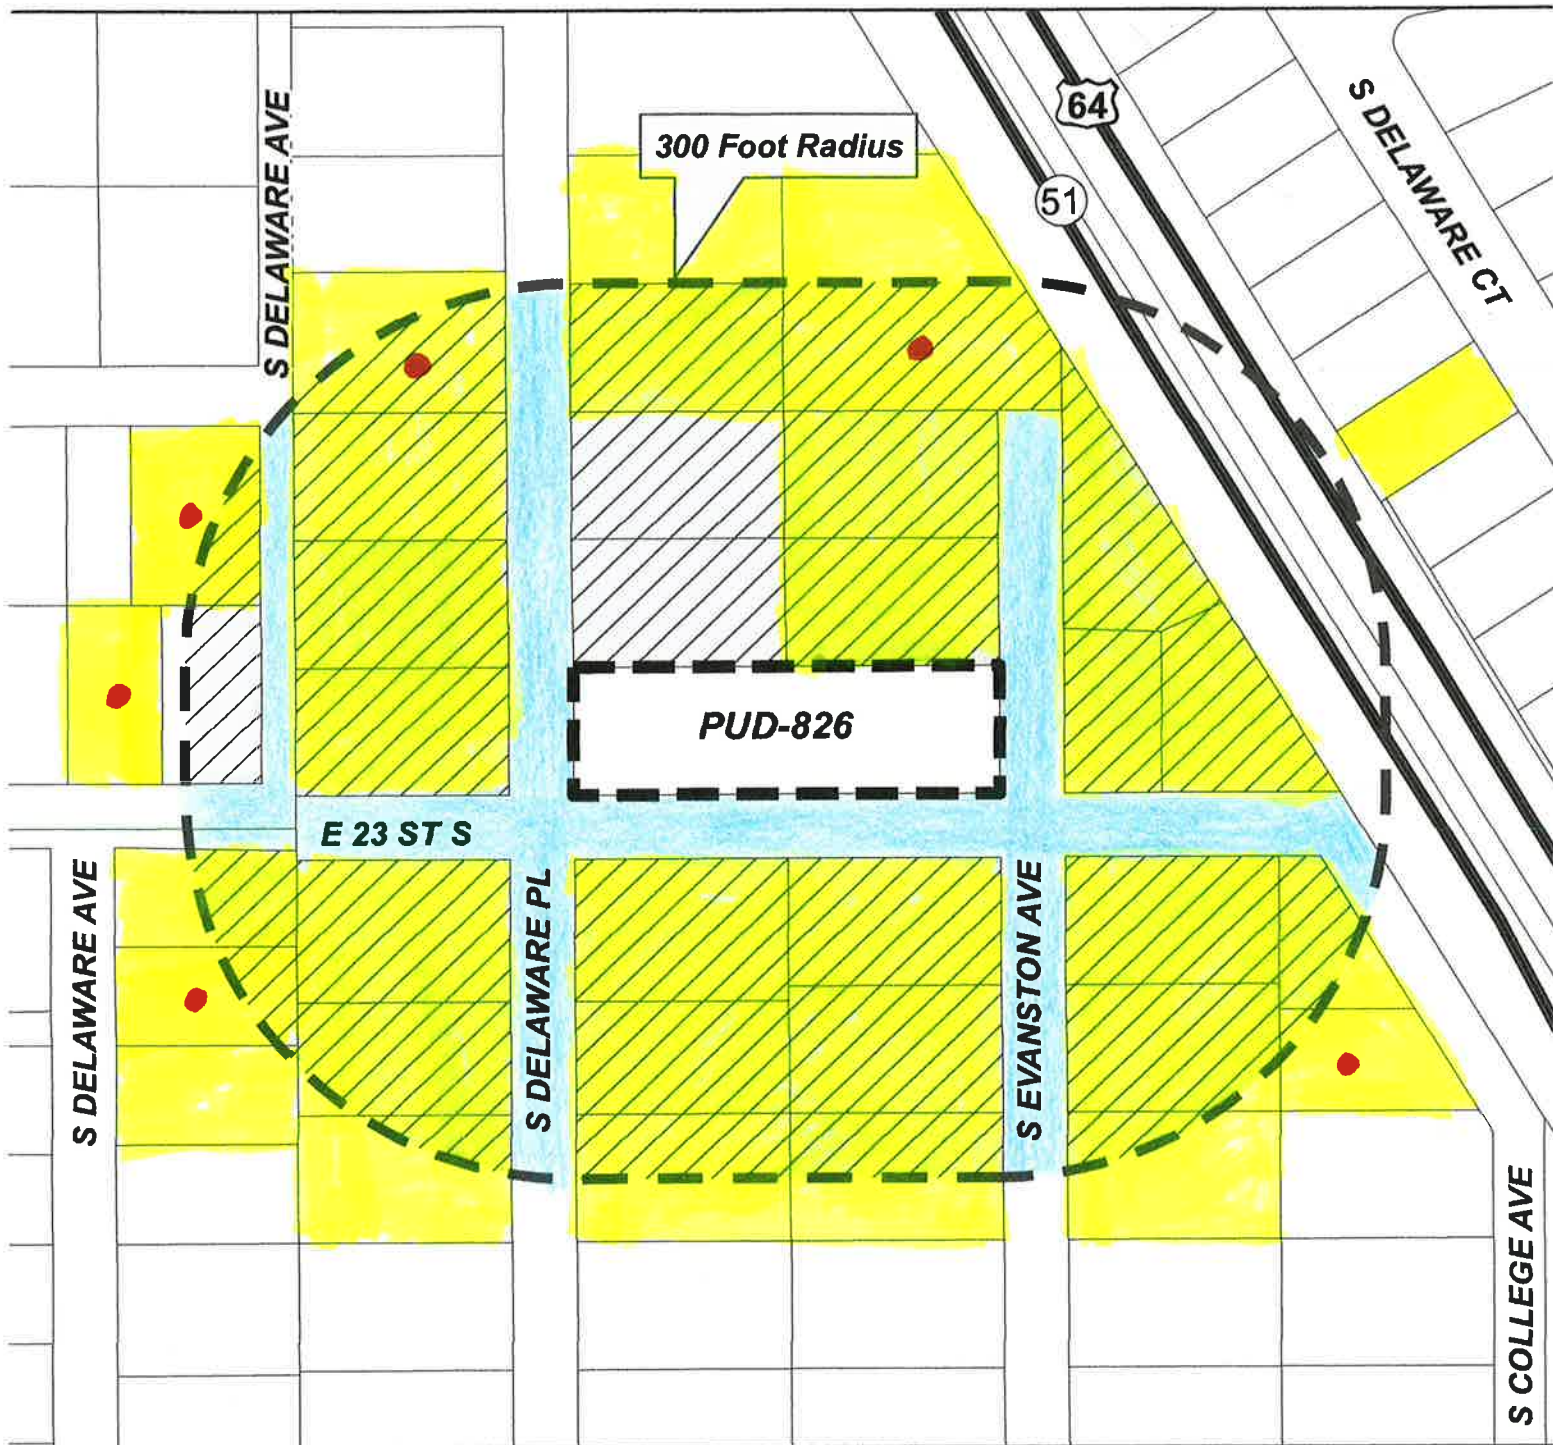 64
S DELAWARE CT
S DELAWARE AVE
300 Foot Radius
51
PUD-826
E 23 ST S
S DELAWARE AVE
S DELAWARE PL
S EVANSTON AVE
S COLLEGE AVE